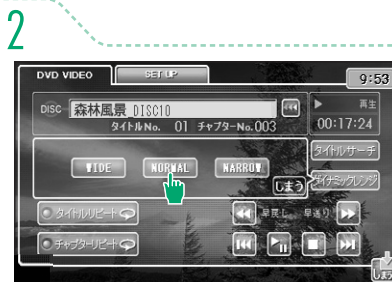 2
DVD VIDEO SET UP 9:53
DISC 森林風景 DISC10 再生
タイトルNo. 01 チャプターNo.003 00:17:24
タイトルサーチ
WIDE NORMAL NARROW しまう ダイナミックレンジ
タイトルリピート 早戻し 早送り
チャプターリピート
しまう